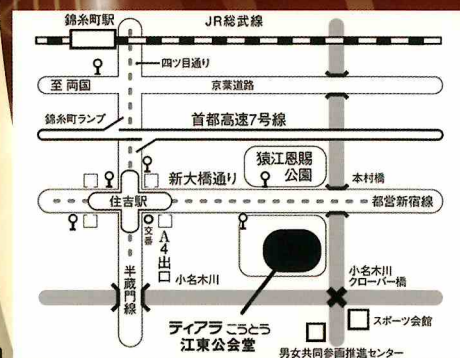 錦糸町駅
JR総武線
四ツ目通り
至 両国
京葉道路
錦糸町ランプ
首都高速7号線
猿江恩賜
公園
新大橋通り
本村橋
住吉駅
都営新宿線
交番
A4出口
半蔵門線
小名木川
小名木川
クローバー橋
ティアラこうとう
江東公会堂
スポーツ会館
男女共同参画推進センター